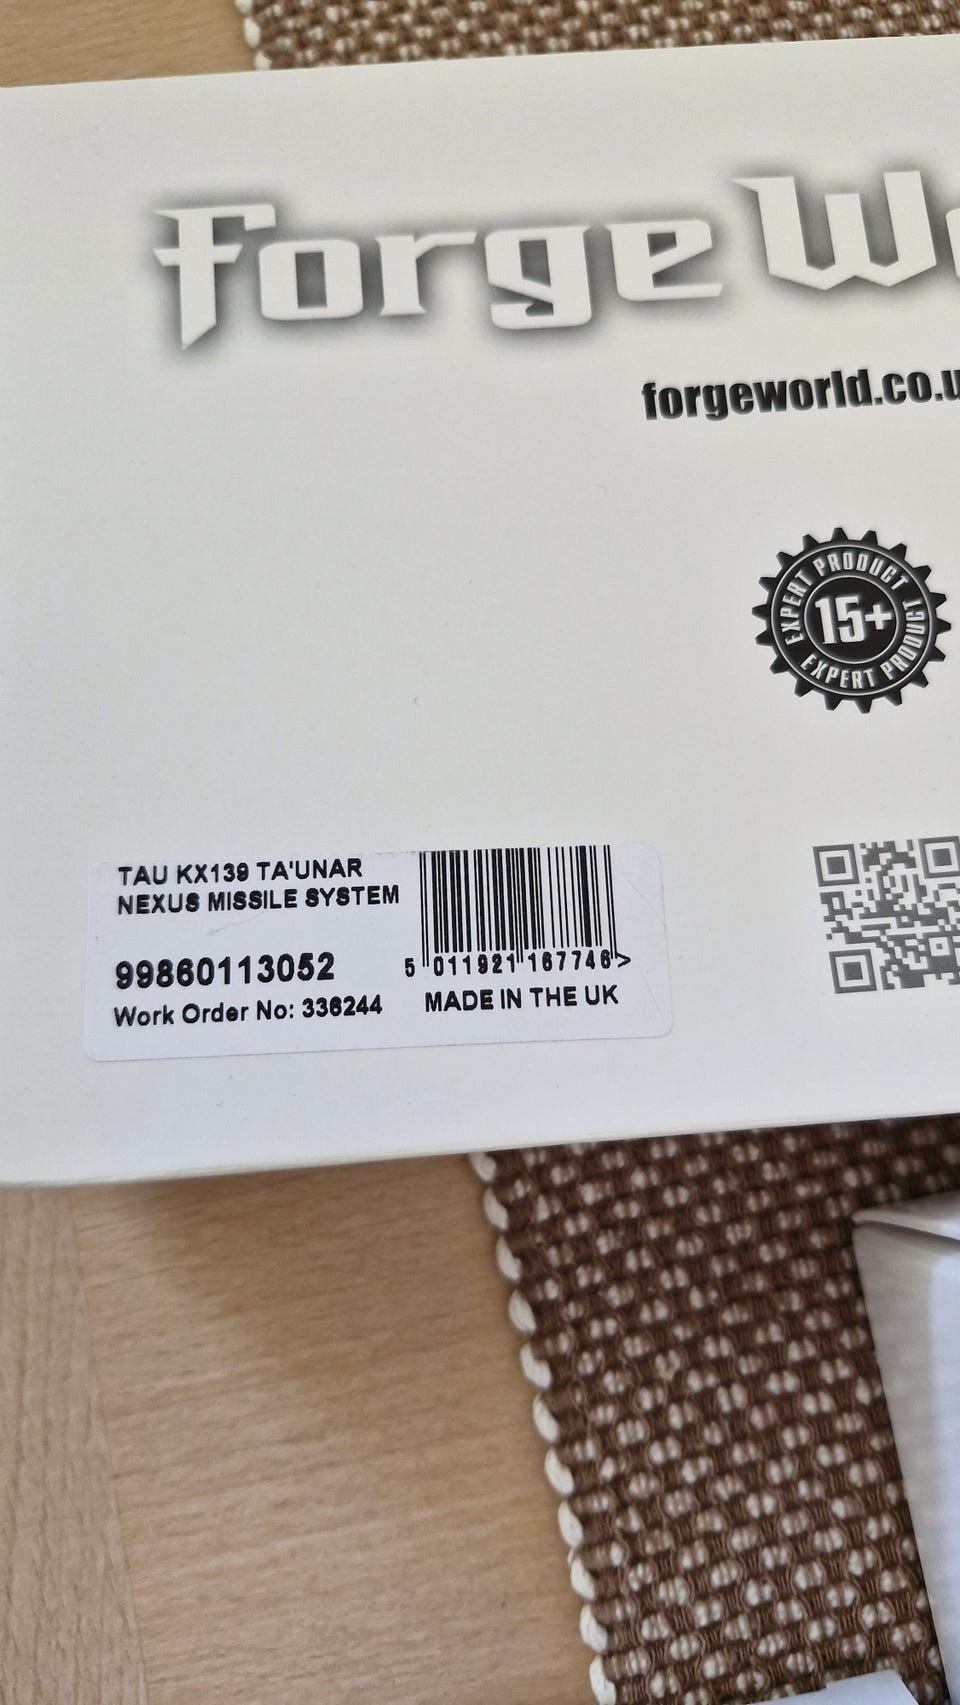 forge W
forgeworld.co.u
EXPERT PRODUCT
15+
EXPERT PRODUCT
TAU KX139 TA'UNAR
NEXUS MISSILE SYSTEM
99860113052
Work Order No: 336244
5 011921 167746 >
MADE IN THE UK